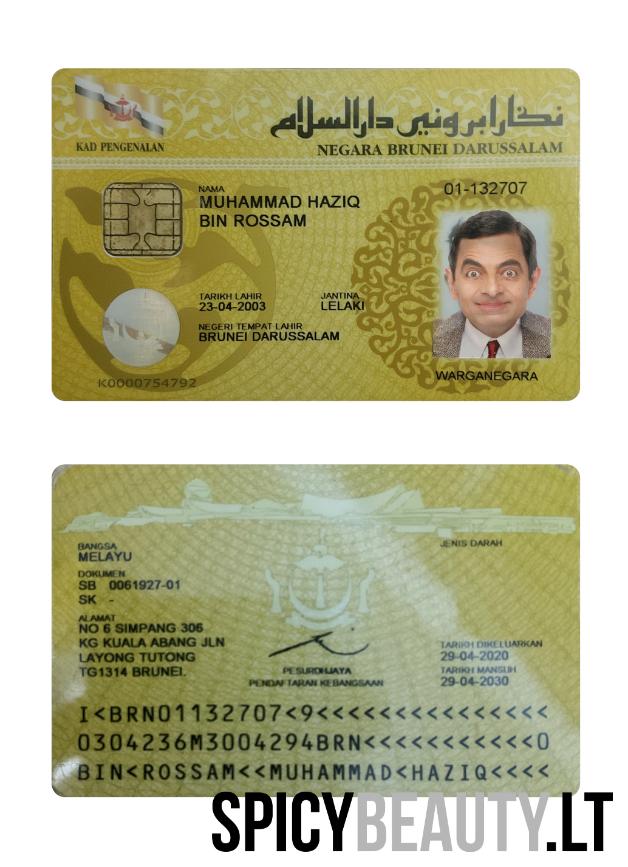 KAD PENGENALAN
نݢارا بروني دارالسلام
NEGARA BRUNEI DARUSSALAM
NAMA
MUHAMMAD HAZIQ
BIN ROSSAM
01-132707
TARIKH LAHIR
JANTINA
23-04-2003
LELAKI
NEGERI TEMPAT LAHIR
BRUNEI DARUSSALAM
K0000754792
WARGANEGARA
BANGSA
MELAYU
JENIS DARAH
DOKUMEN
SB 0061927-01
SK -
ALAMAT
NO 6 SIMPANG 306
KG KUALA ABANG JLN
LAYONG TUTONG
TG1314 BRUNEI.
PESURUHJAYA
PENDAFTARAN KEBANGSAAN
TARIKH DIKELUARKAN
29-04-2020
TARIKH MANSUH
29-04-2030
I<BRN01132707<9<<<<<<<<<<<<<<<
0304236M3004294BRN<<<<<<<<<<<0
BIN<ROSSAM<<MUHAMMAD<HAZIQ<<<<
SPICYBEAUTY.LT